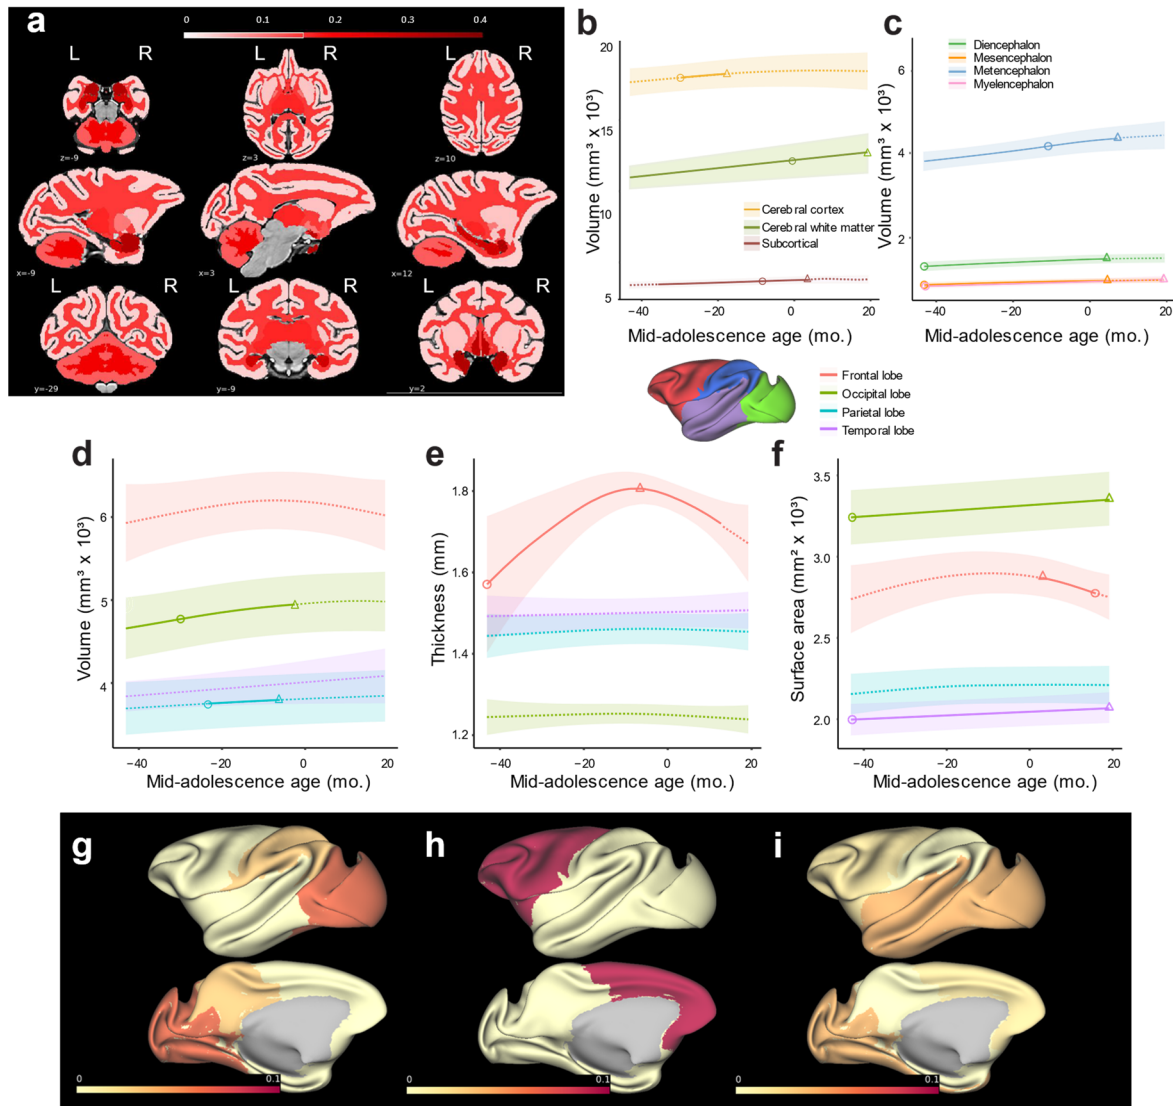 a
0 0.1 0.2 0.3 0.4
L R L R L R
z=-9 z=3 z=10
x=-9 x=3 x=12
L R L R L R
y=-29 y=-9 y=2
b
20
15
10
5
Volume (mm³ x 10³)
Cerebral cortex
Cerebral white matter
Subcortical
−40 −20 0 20
Mid-adolescence age (mo.)
c
Diencephalon
Mesencephalon
Metencephalon
Myelencephalon
6
4
2
Volume (mm³ x 10³)
−40 −20 0 20
Mid-adolescence age (mo.)
Frontal lobe
Occipital lobe
Parietal lobe
Temporal lobe
d
6
5
4
Volume (mm³ x 10³)
−40 −20 0 20
Mid-adolescence age (mo.)
e
1.8
1.6
1.4
1.2
Thickness (mm)
−40 −20 0 20
Mid-adolescence age (mo.)
f
3.5
3.0
2.5
2.0
Surface area (mm² x 10³)
−40 −20 0 20
Mid-adolescence age (mo.)
g h i
0 0.1 0 0.1 0 0.1